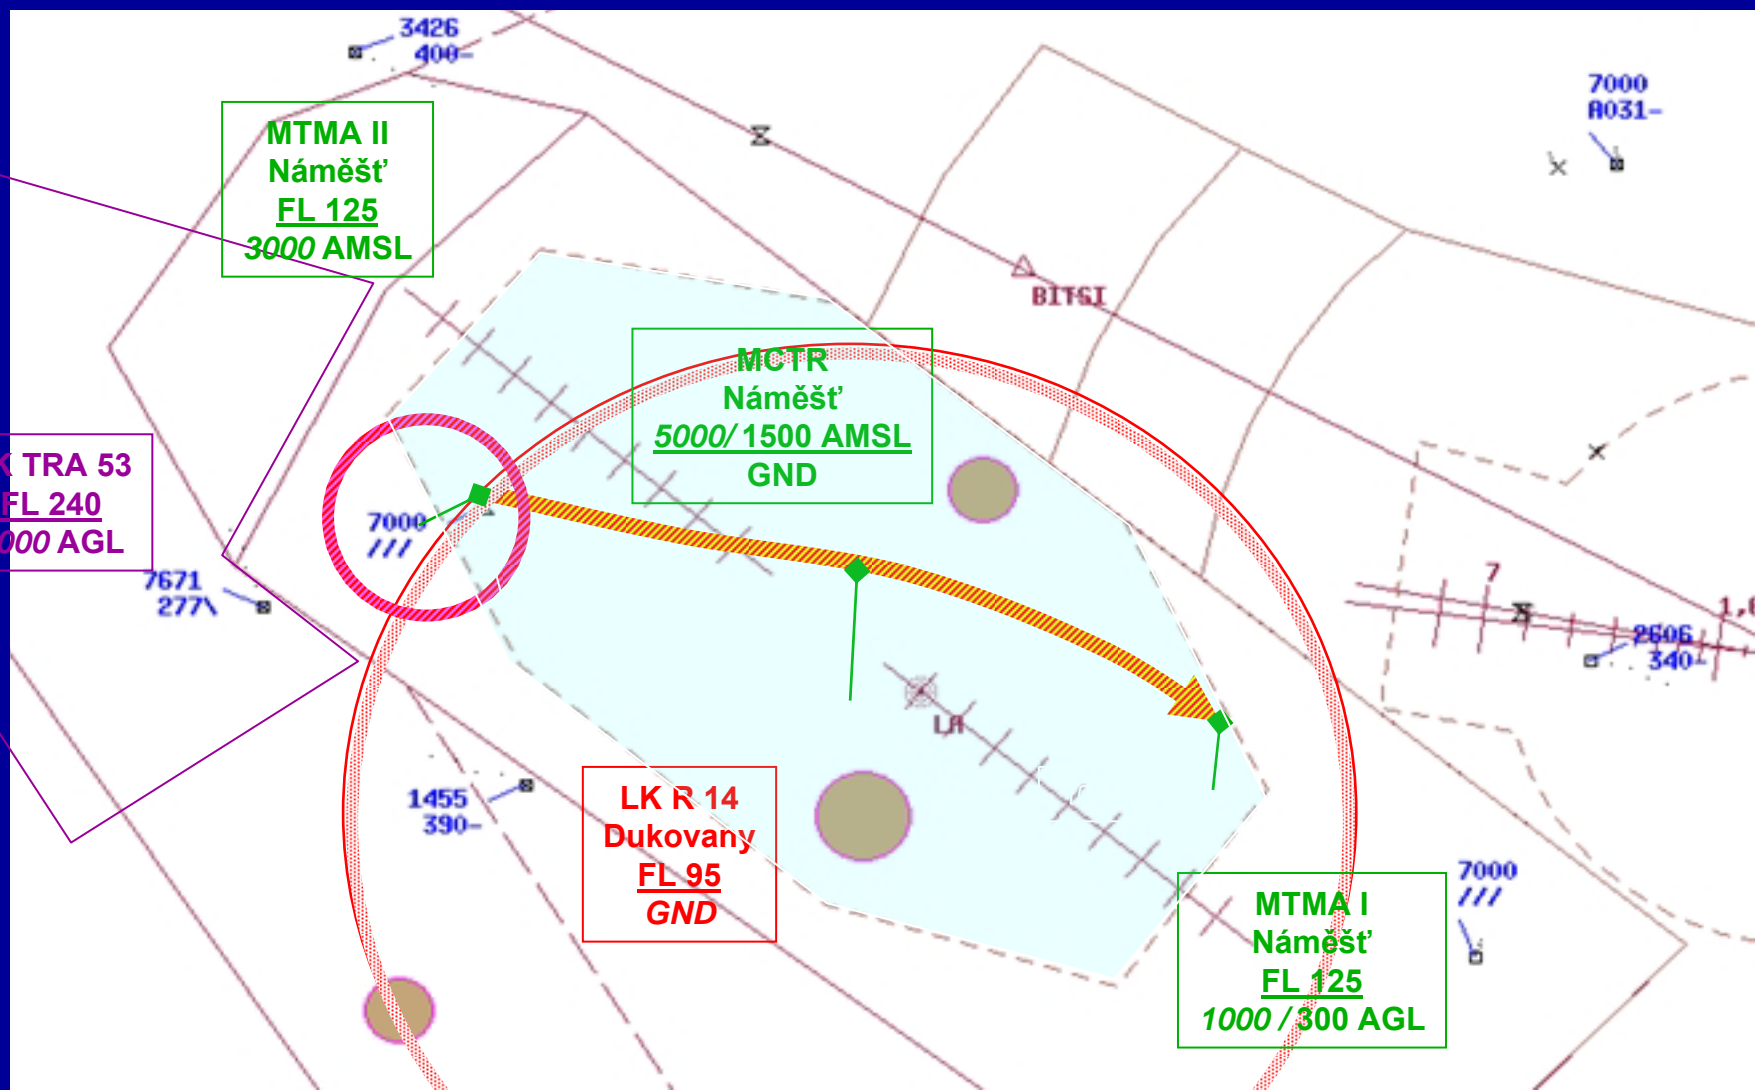 3426
400-
7000
A031-
MTMA II
Náměšť
FL 125
3000 AMSL
BITSI
MCTR
Náměšť
5000/ 1500 AMSL
GND
K TRA 53
FL 240
000 AGL
7000
///
7671
277\
7
1,
2606
340-
LA
1455
390-
LK R 14
Dukovany
FL 95
GND
7000
///
MTMA I
Náměšť
FL 125
1000 / 300 AGL